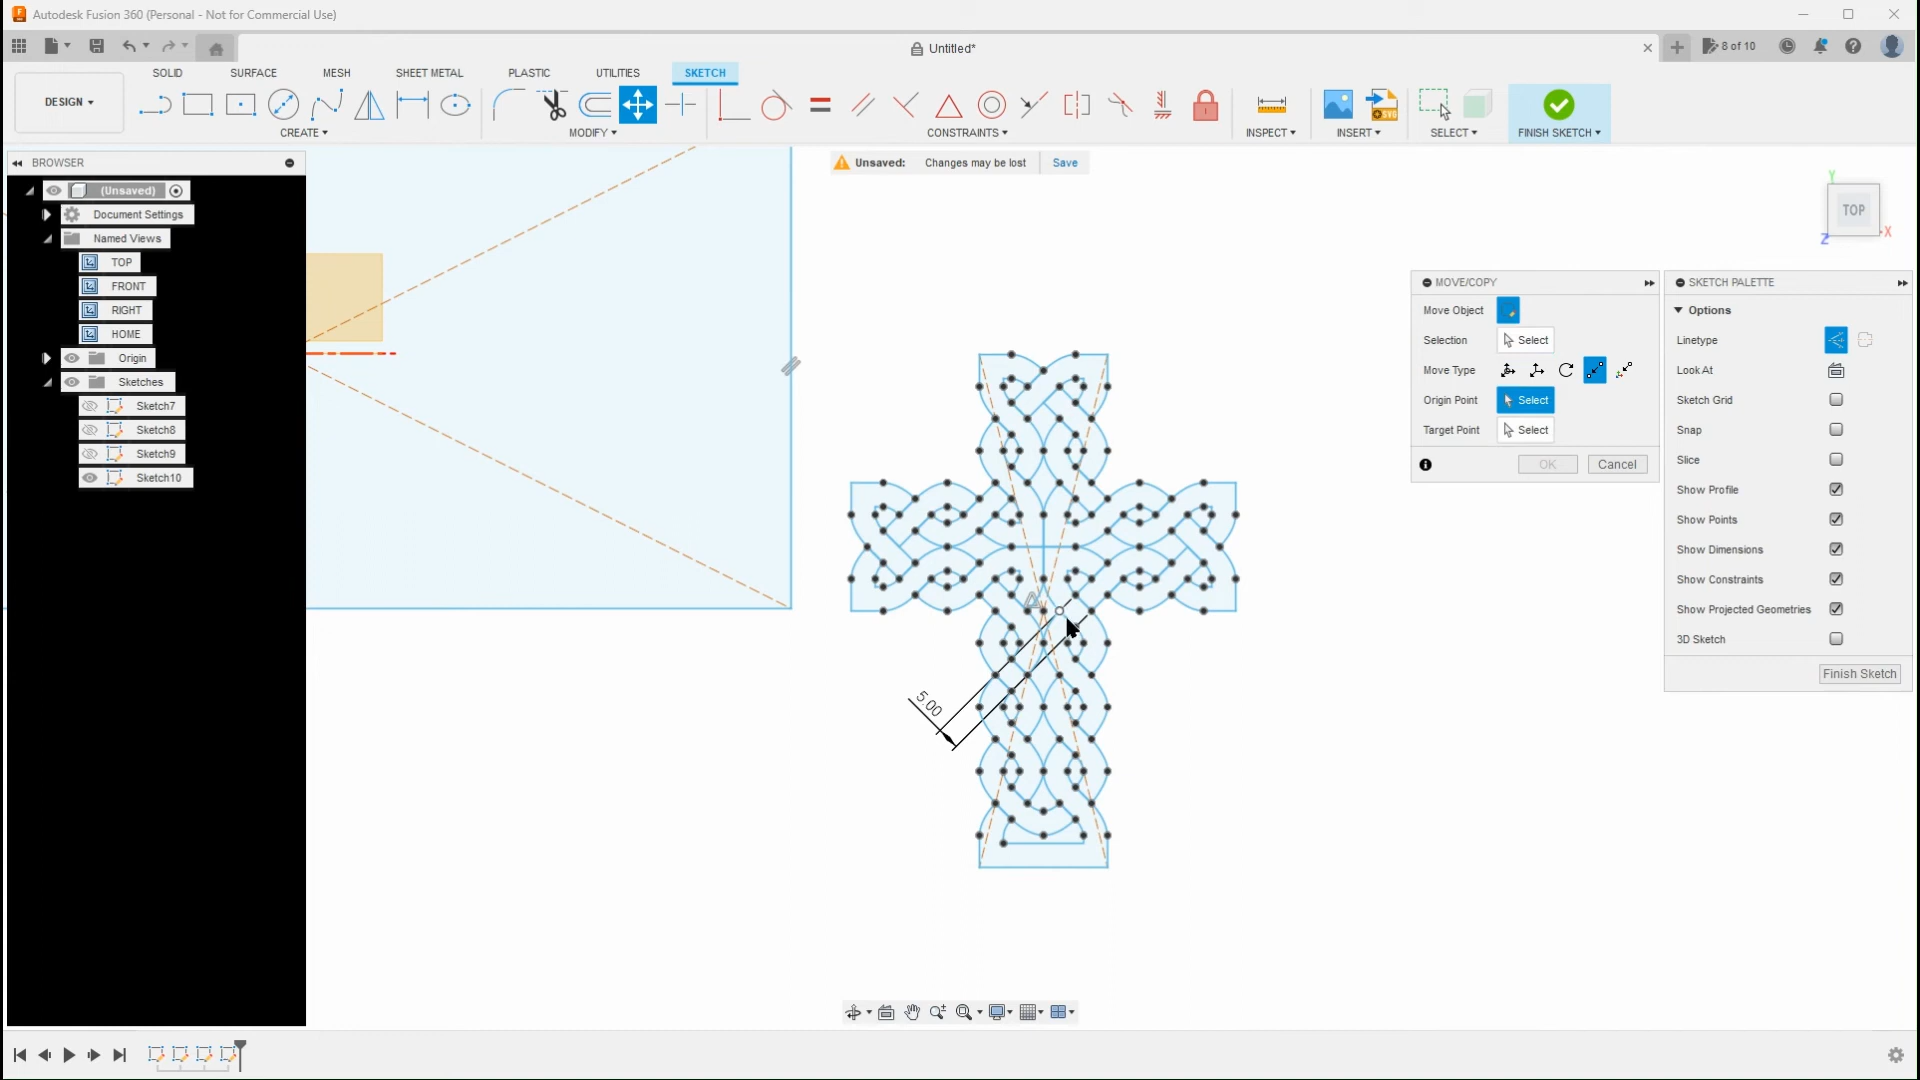 Autodesk Fusion 360 (Personal - Not for Commercial Use)
Untitled*
8 of 10
SOLID SURFACE MESH SHEET METAL PLASTIC UTILITIES SKETCH
DESIGN
CREATE MODIFY CONSTRAINTS INSPECT INSERT SELECT FINISH SKETCH
BROWSER
Unsaved: Changes may be lost Save
(Unsaved)
Document Settings
Named Views
TOP
FRONT
RIGHT
HOME
Origin
Sketches
Sketch7
Sketch8
Sketch9
Sketch10
Y
TOP
X
Z
MOVE/COPY
Move Object
Selection Select
Move Type
Origin Point Select
Target Point Select
OK Cancel
SKETCH PALETTE
Options
Linetype
Look At
Sketch Grid
Snap
Slice
Show Profile
Show Points
Show Dimensions
Show Constraints
Show Projected Geometries
3D Sketch
Finish Sketch
5.00